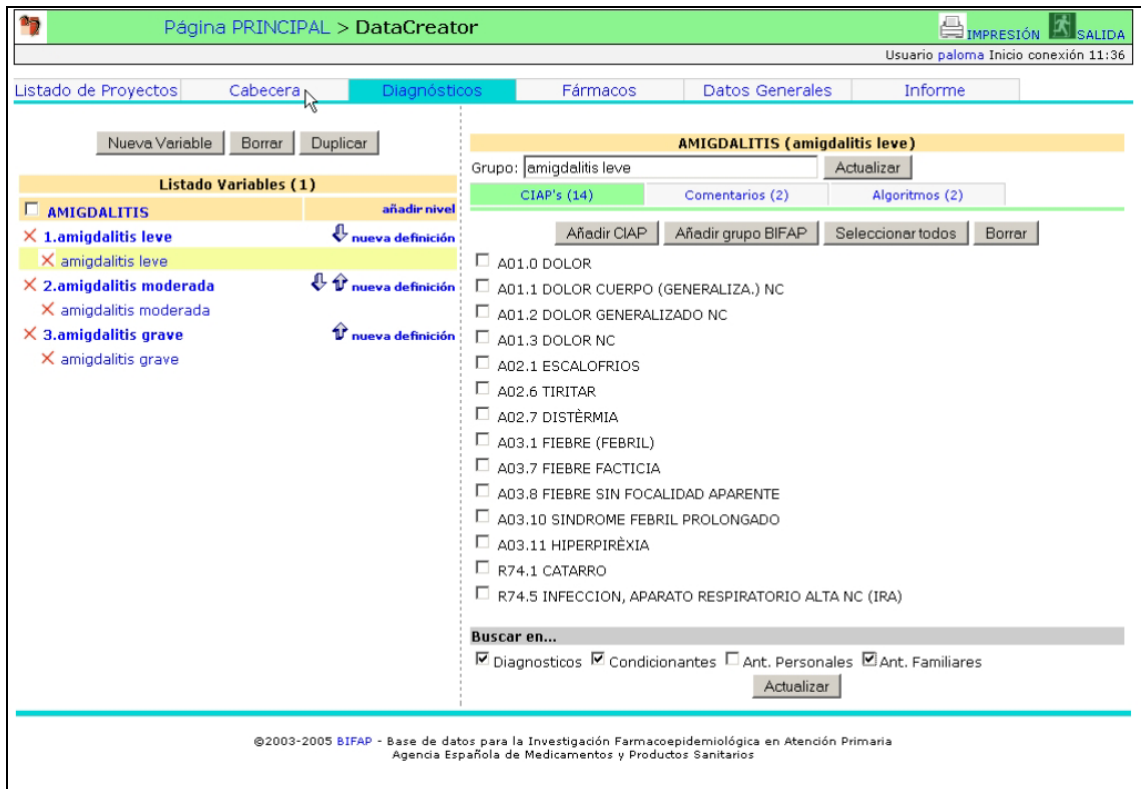 Página PRINCIPAL > DataCreator
IMPRESIÓN SALIDA
Usuario paloma Inicio conexión 11:36
Listado de Proyectos Cabecera Diagnósticos Fármacos Datos Generales Informe
Nueva Variable Borrar Duplicar
Listado Variables (1)
AMIGDALITIS añadir nivel
1.amigdalitis leve nueva definición
amigdalitis leve
2.amigdalitis moderada nueva definición
amigdalitis moderada
3.amigdalitis grave nueva definición
amigdalitis grave
AMIGDALITIS (amigdalitis leve)
Grupo: amigdalitis leve Actualizar
CIAP's (14) Comentarios (2) Algoritmos (2)
Añadir CIAP Añadir grupo BIFAP Seleccionar todos Borrar
A01.0 DOLOR
A01.1 DOLOR CUERPO (GENERALIZA.) NC
A01.2 DOLOR GENERALIZADO NC
A01.3 DOLOR NC
A02.1 ESCALOFRIOS
A02.6 TIRITAR
A02.7 DISTÈRMIA
A03.1 FIEBRE (FEBRIL)
A03.7 FIEBRE FACTICIA
A03.8 FIEBRE SIN FOCALIDAD APARENTE
A03.10 SINDROME FEBRIL PROLONGADO
A03.11 HIPERPIRÈXIA
R74.1 CATARRO
R74.5 INFECCION, APARATO RESPIRATORIO ALTA NC (IRA)
Buscar en...
Diagnosticos Condicionantes Ant. Personales Ant. Familiares
Actualizar
©2003-2005 BIFAP - Base de datos para la Investigación Farmacoepidemiológica en Atención Primaria
Agencia Española de Medicamentos y Productos Sanitarios